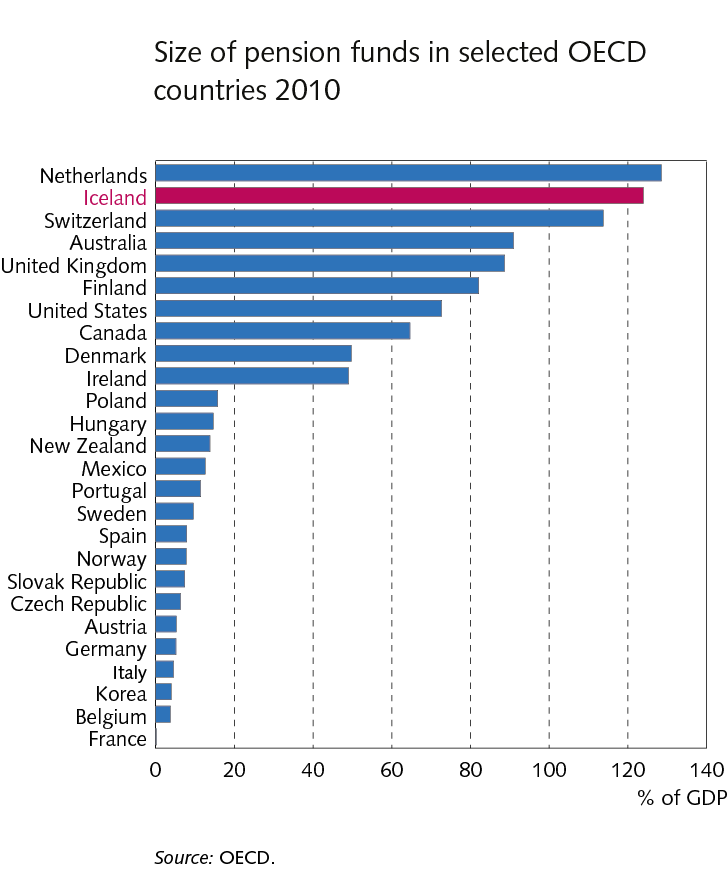 Size of pension funds in selected OECD
countries 2010
Netherlands
Iceland
Switzerland
Australia
United Kingdom
Finland
United States
Canada
Denmark
Ireland
Poland
Hungary
New Zealand
Mexico
Portugal
Sweden
Spain
Norway
Slovak Republic
Czech Republic
Austria
Germany
Italy
Korea
Belgium
France
0 20 40 60 80 100 120 140
% of GDP
Source: OECD.